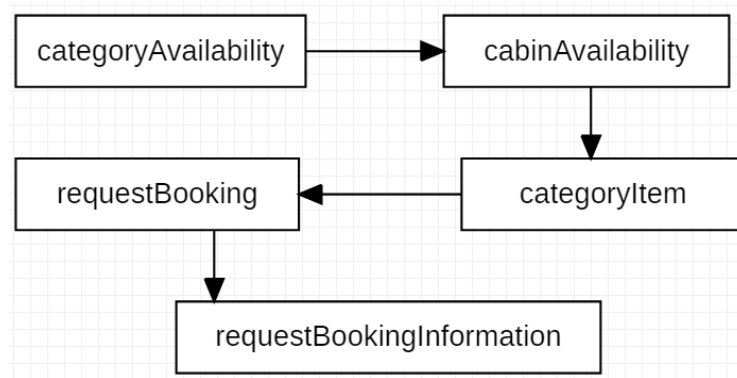 categoryAvailability
cabinAvailability
requestBooking
categoryItem
requestBookingInformation